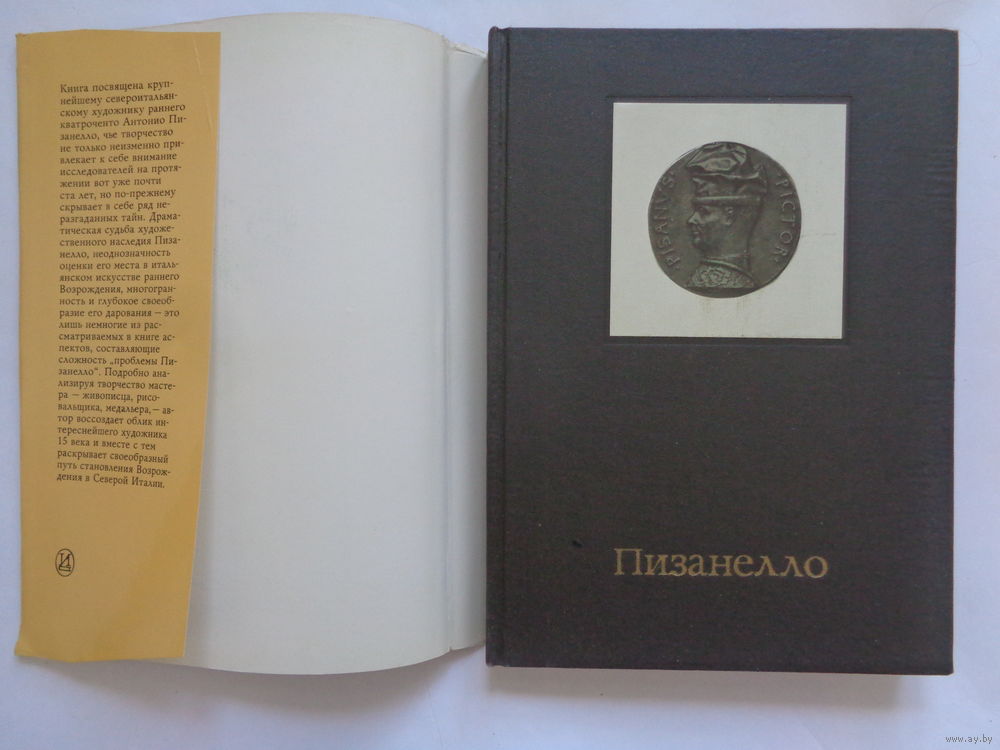 Книга посвящена круп-
нейшему североитальян-
скому художнику раннего
кватроченто Антонио Пи-
занелло, чье творчество
не только неизменно при-
влекает к себе внимание
исследователей на протя-
жении вот уже почти
ста лет, но по-прежнему
скрывает в себе ряд не-
разгаданных тайн. Драма-
тическая судьба художе-
ственного наследия Пиза-
нелло, неоднозначность
оценки его места в италь-
янском искусстве раннего
Возрождения, многогран-
ность и глубокое своеоб-
разие его дарования — это
лишь немногие из рас-
сматриваемых в книге ас-
пектов, составляющие
сложность „проблемы Пи-
занелло“. Подробно ана-
лизируя творчество масте-
ра — живописца, рисо-
вальщика, медальера, — ав-
тор воссоздает облик ин-
тереснейшего художника
15 века и вместе с тем
раскрывает своеобразный
путь становления Возрож-
дения в Северой Италии.
PISANVS PICTOR
Пизанелло
www.ay.by